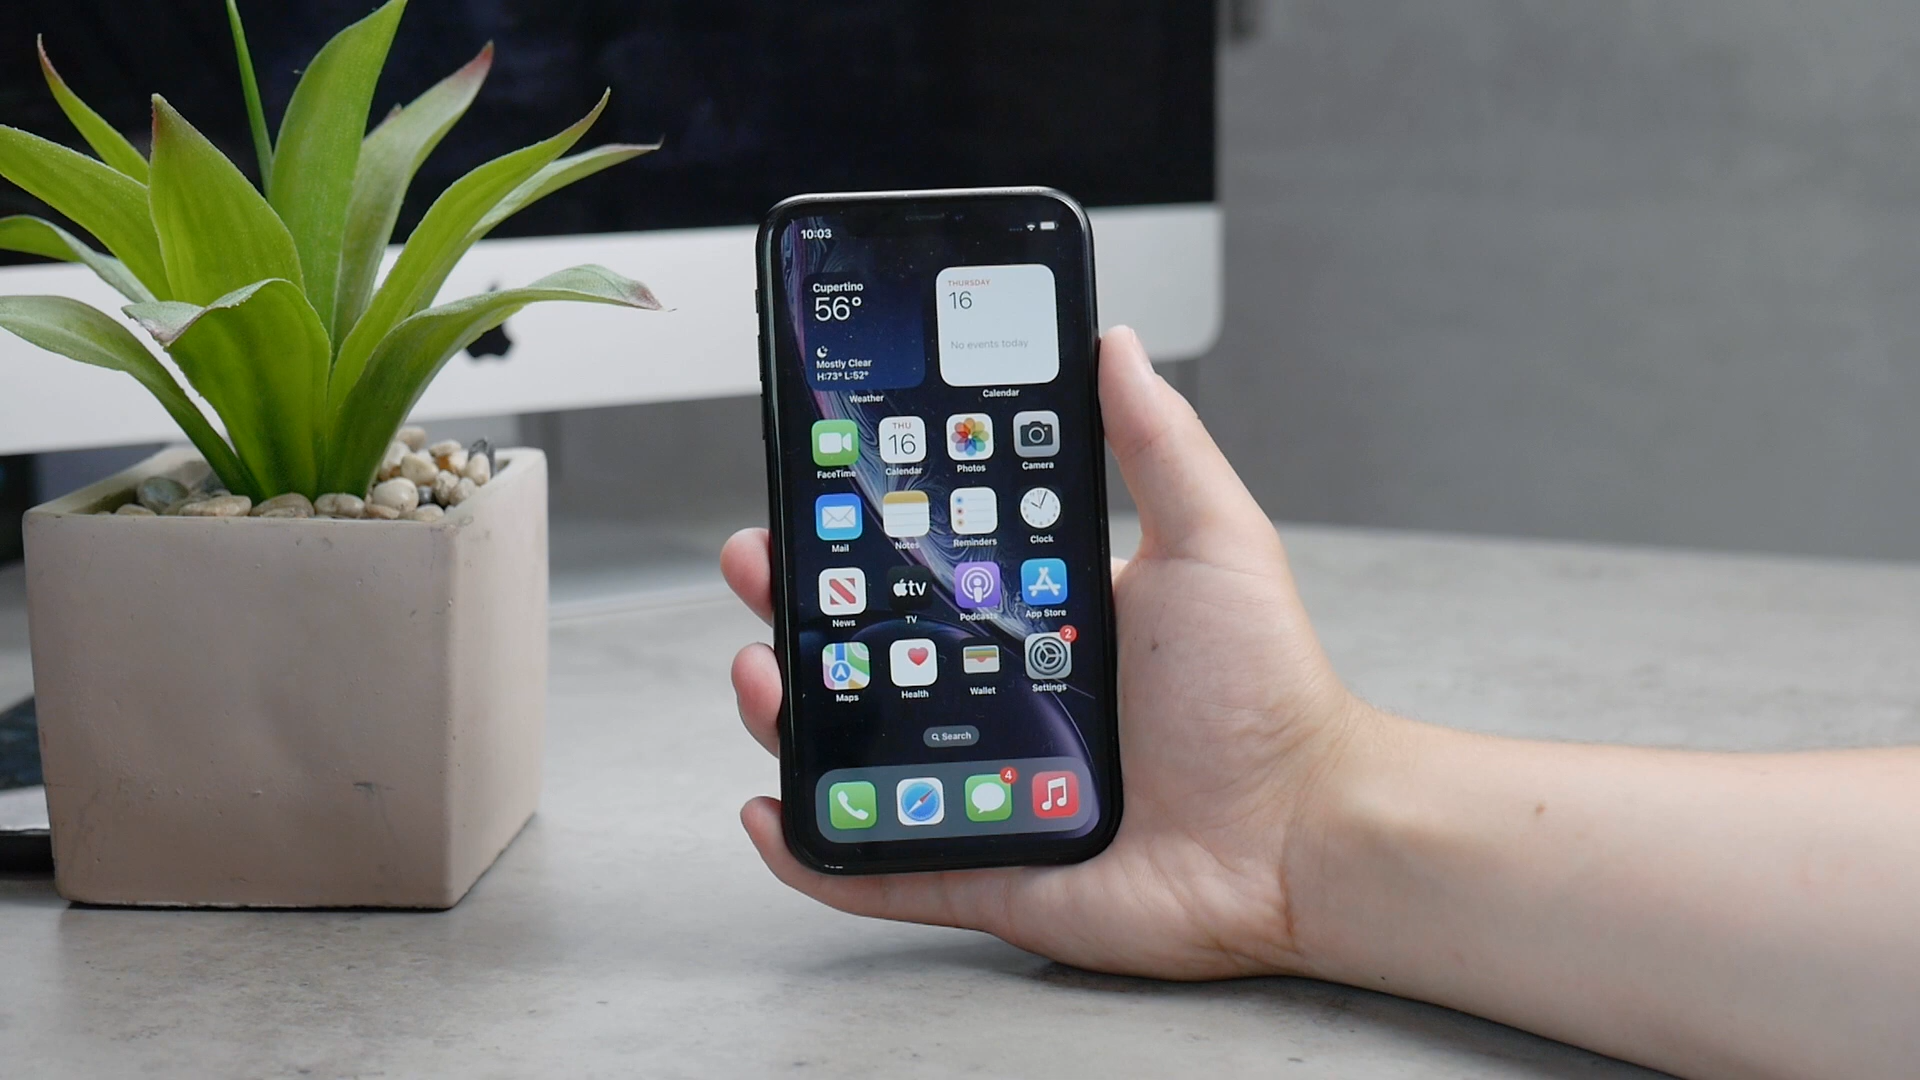 10:03
Cupertino
56°
Mostly Clear
H:73° L:52°
Weather
THURSDAY
16
No events today
Calendar
FaceTime
THU
16
Calendar
Photos
Camera
Mail
Notes
Reminders
Clock
News
tv
TV
Podcasts
App Store
Maps
Health
Wallet
2
Settings
Search
4